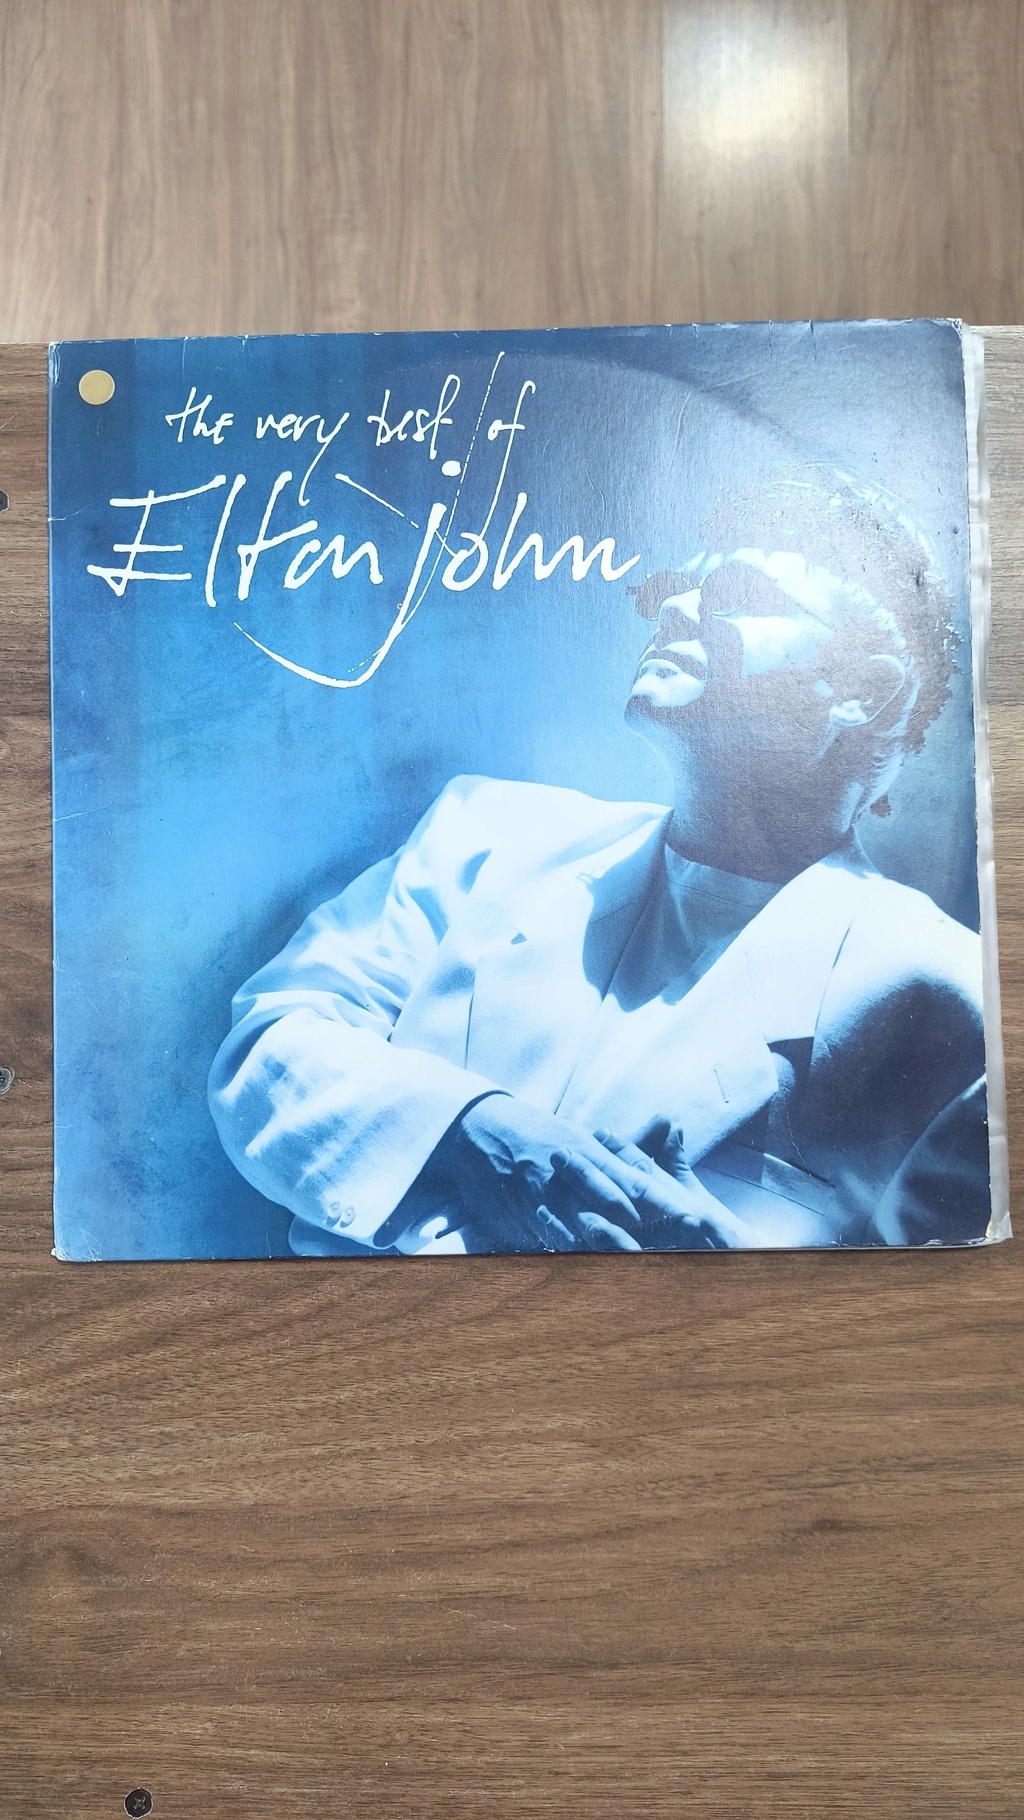 the very best of
Elton john